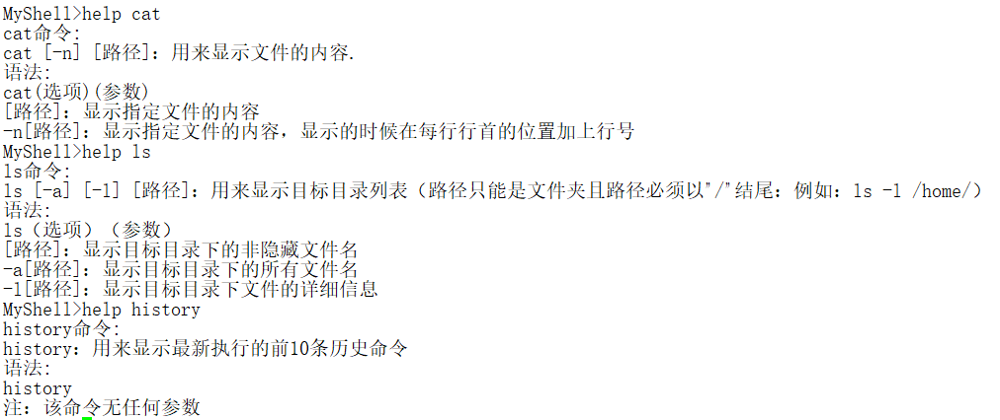 MyShell>help cat
cat命令:
cat [-n] [路径]: 用来显示文件的内容.
语法:
cat(选项)(参数)
[路径]: 显示指定文件的内容
-n[路径]: 显示指定文件的内容，显示的时候在每行行首的位置加上行号
MyShell>help ls
ls命令:
ls [-a] [-l] [路径]: 用来显示目标目录列表（路径只能是文件夹且路径必须以"/"结尾：例如：ls -l /home/）
语法:
ls（选项）（参数）
[路径]: 显示目标目录下的非隐藏文件名
-a[路径]: 显示目标目录下的所有文件名
-l[路径]: 显示目标目录下文件的详细信息
MyShell>help history
history命令:
history: 用来显示最新执行的前10条历史命令
语法:
history
注: 该命令无任何参数